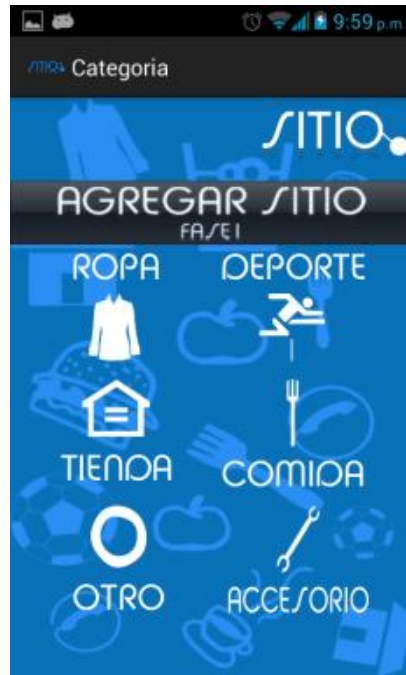 9:59 p.m.
SITIO Categoria
SITIO
AGREGAR SITIO
FASE I
ROPA DEPORTE
TIENDA COMIDA
OTRO ACCESORIO